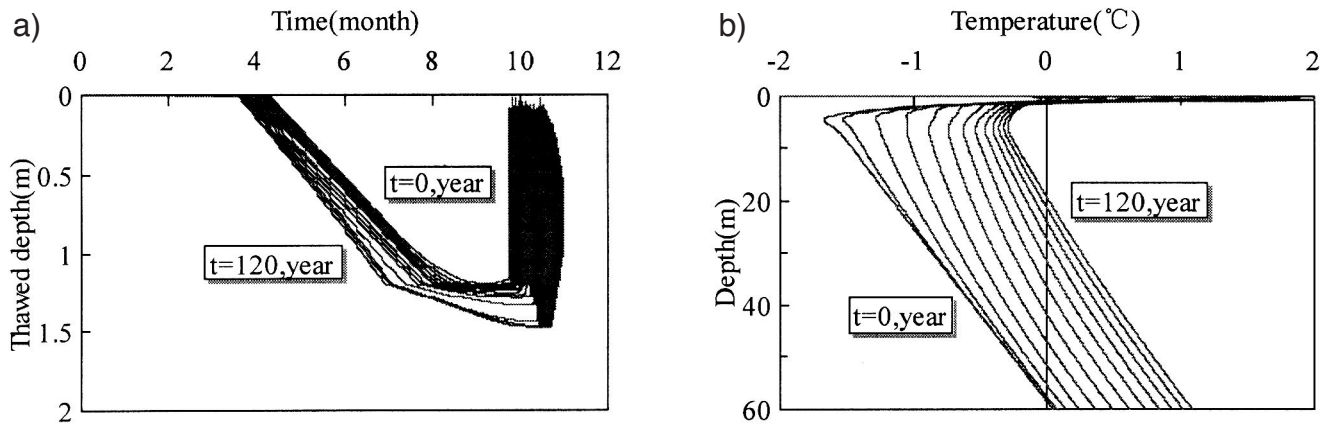 a)
Time(month)
0 2 4 6 8 10 12
Thawed depth(m)
0
0.5
1
1.5
2
t=0,year
t=120,year
b)
Temperature(℃)
-2 -1 0 1 2
Depth(m)
0
20
40
60
t=120,year
t=0,year